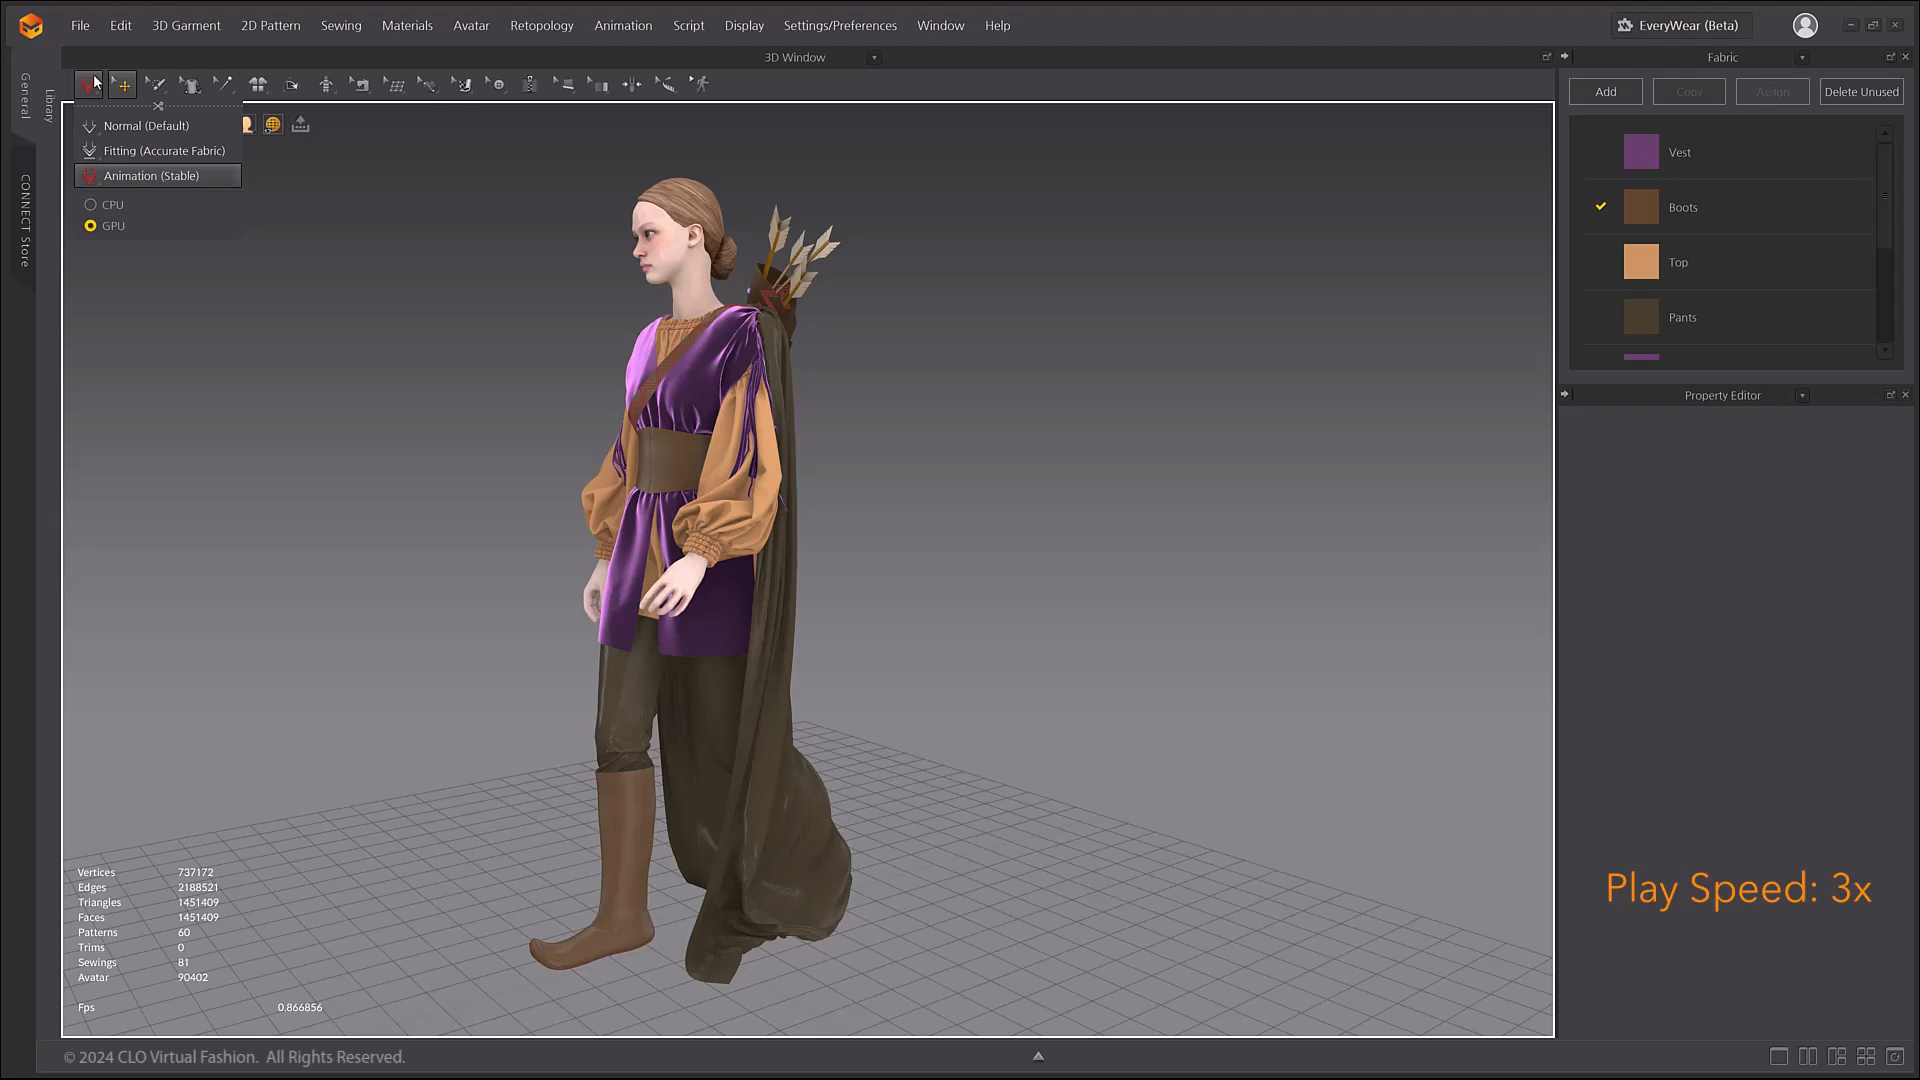 File Edit 3D Garment 2D Pattern Sewing Materials Avatar Retopology Animation Script Display Settings/Preferences Window Help
EveryWear (Beta)
General
Library
CONNECT Store
3D Window
Normal (Default)
Fitting (Accurate Fabric)
Animation (Stable)
CPU
GPU
Vertices 737172
Edges 2188521
Triangles 1451409
Faces 1451409
Patterns 60
Trims 0
Sewings 81
Avatar 90402
Fps 0.866856
Fabric
Add Copy Assign Delete Unused
Vest
Boots
Top
Pants
Property Editor
Play Speed: 3x
© 2024 CLO Virtual Fashion. All Rights Reserved.